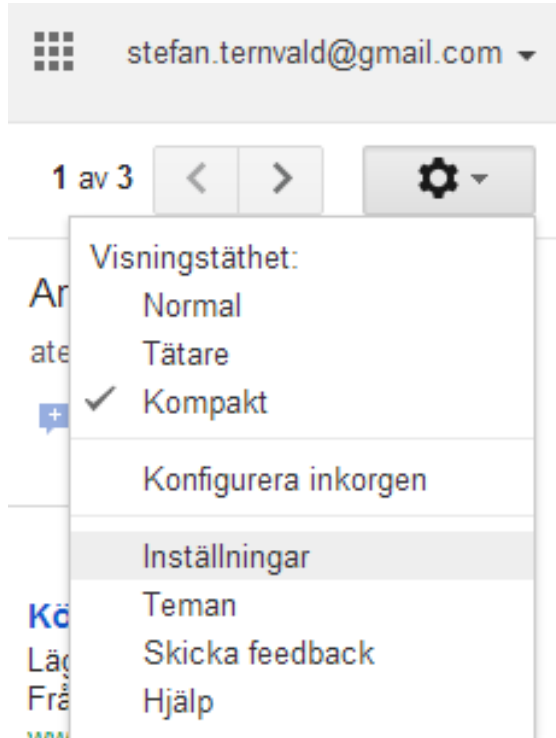 stefan.ternvald@gmail.com
1 av 3
Visningstäthet:
Normal
Tätare
Kompakt
Konfigurera inkorgen
Inställningar
Teman
Skicka feedback
Hjälp